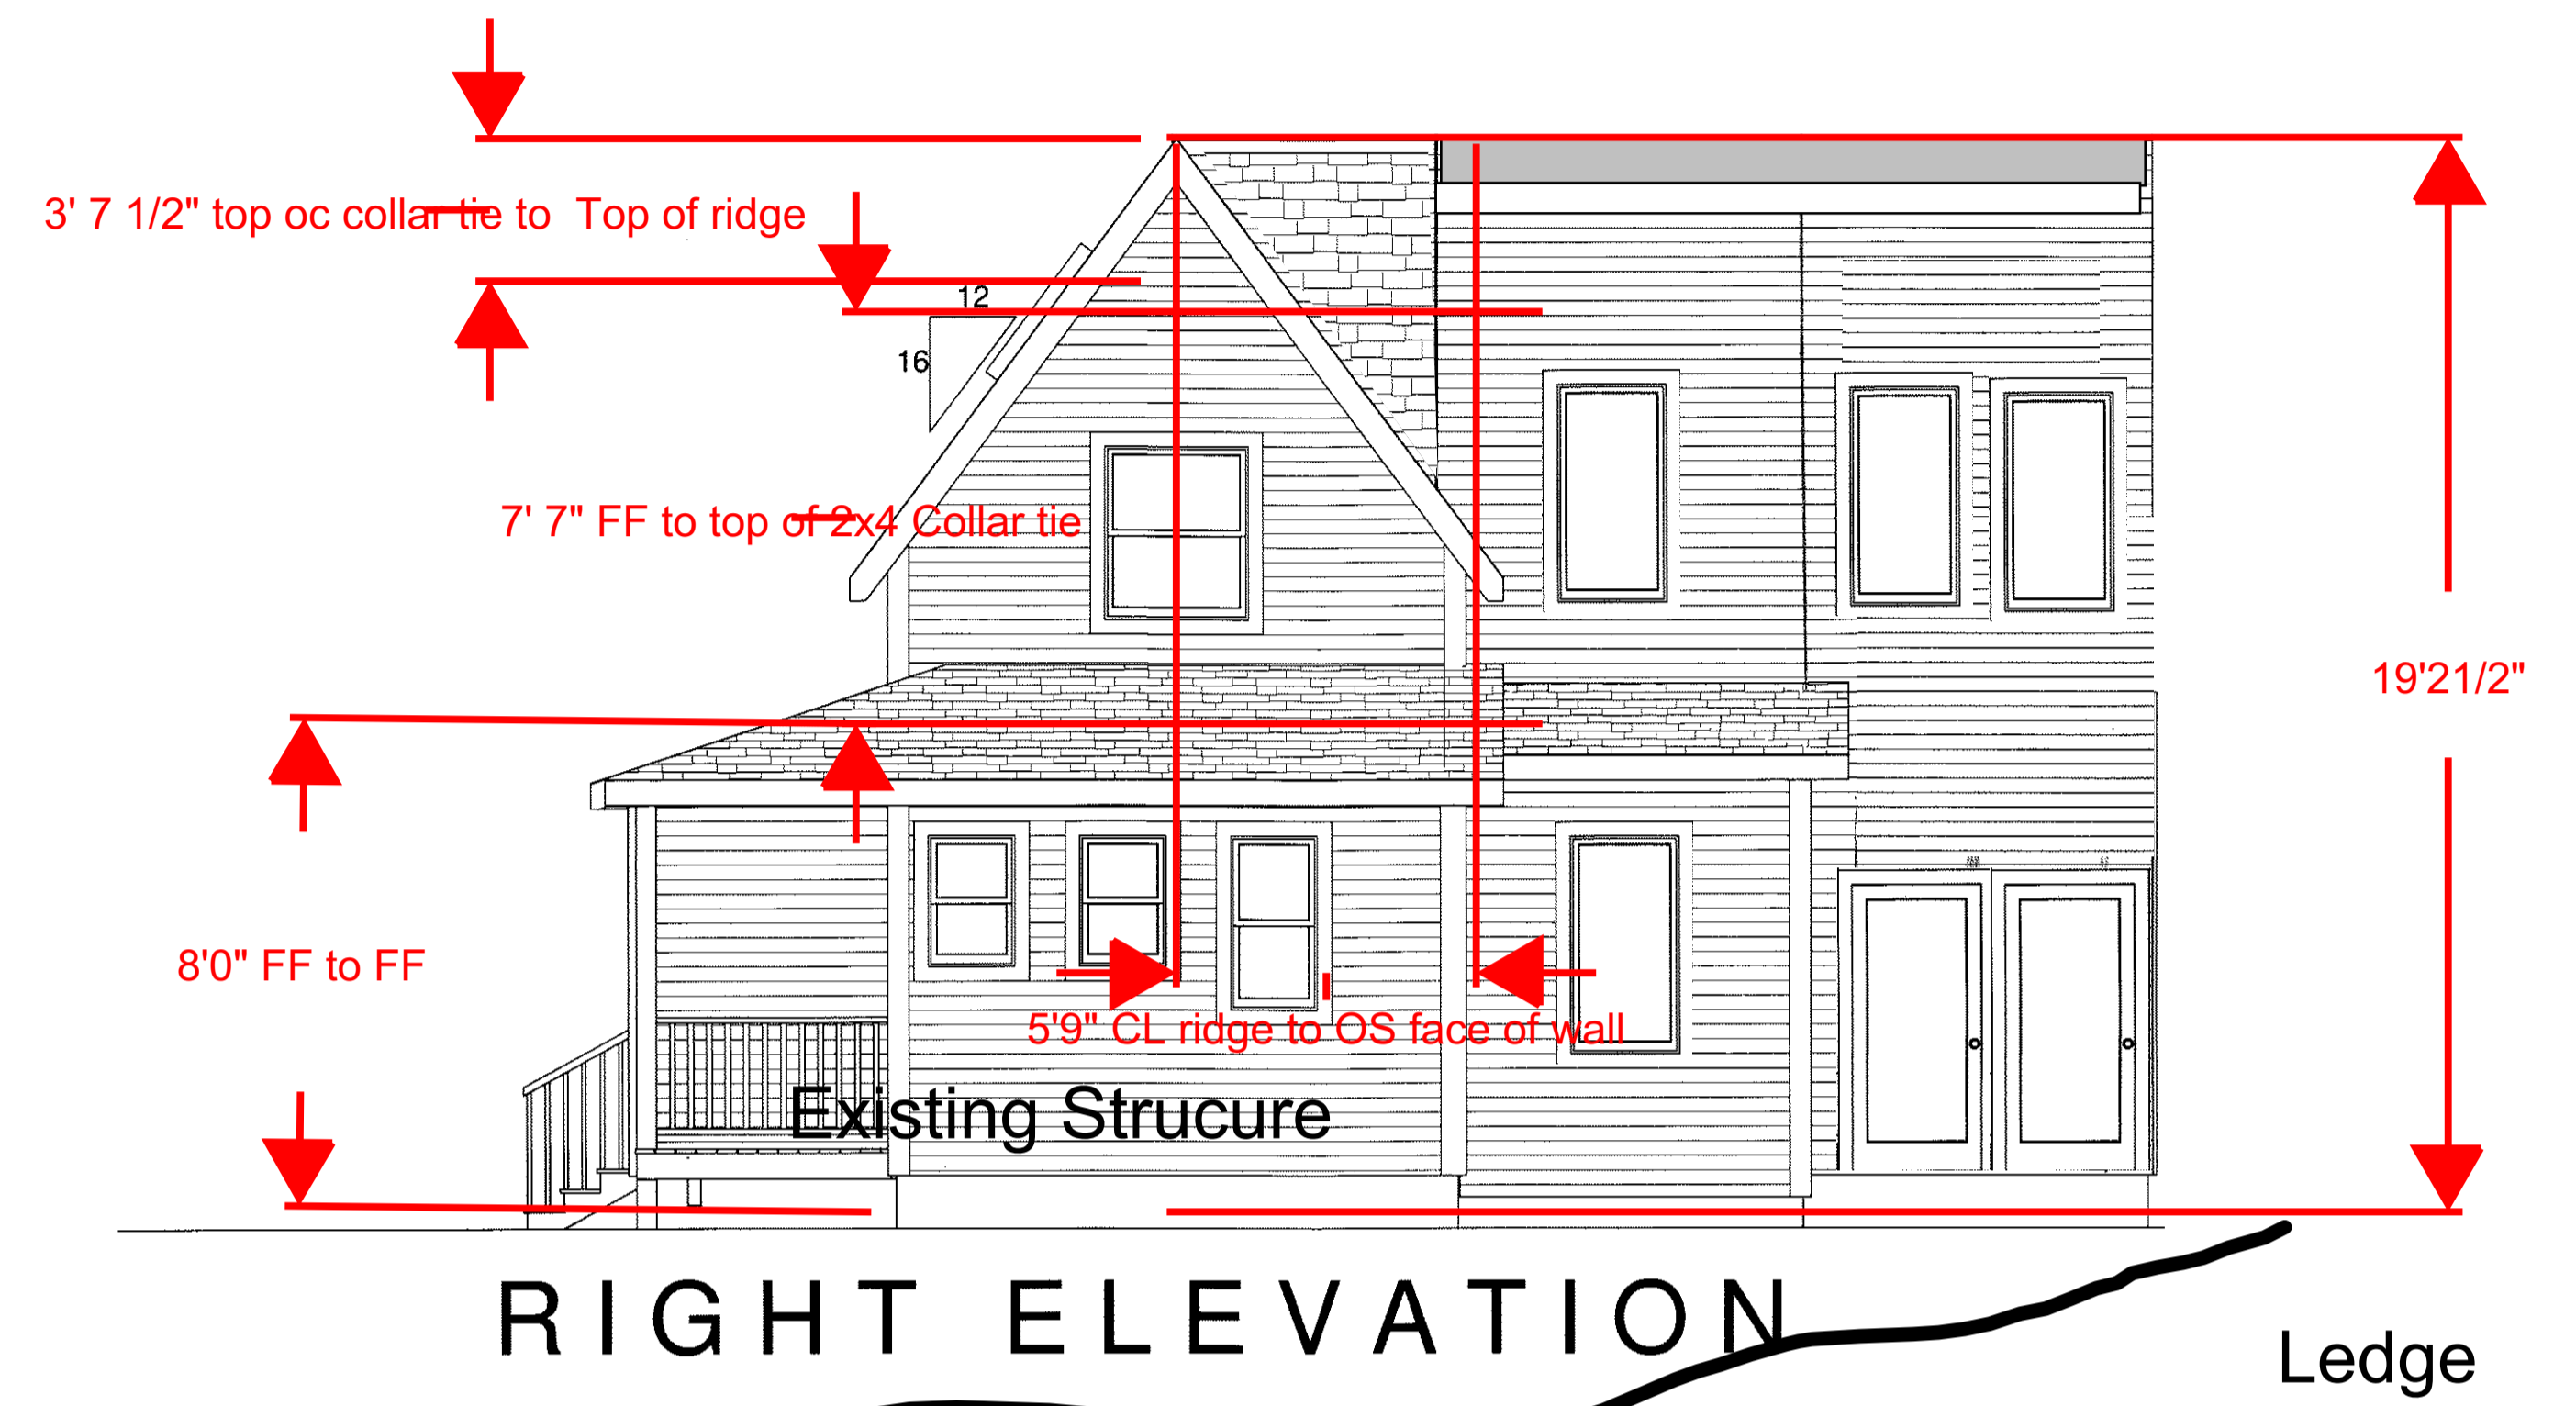 3' 7 1/2" top oc collar tie to Top of ridge
12
16
7' 7" FF to top of 2x4 Collar tie
19'21/2"
8'0" FF to FF
5'9" CL ridge to OS face of wall
Existing Strucure
RIGHT ELEVATION
Ledge